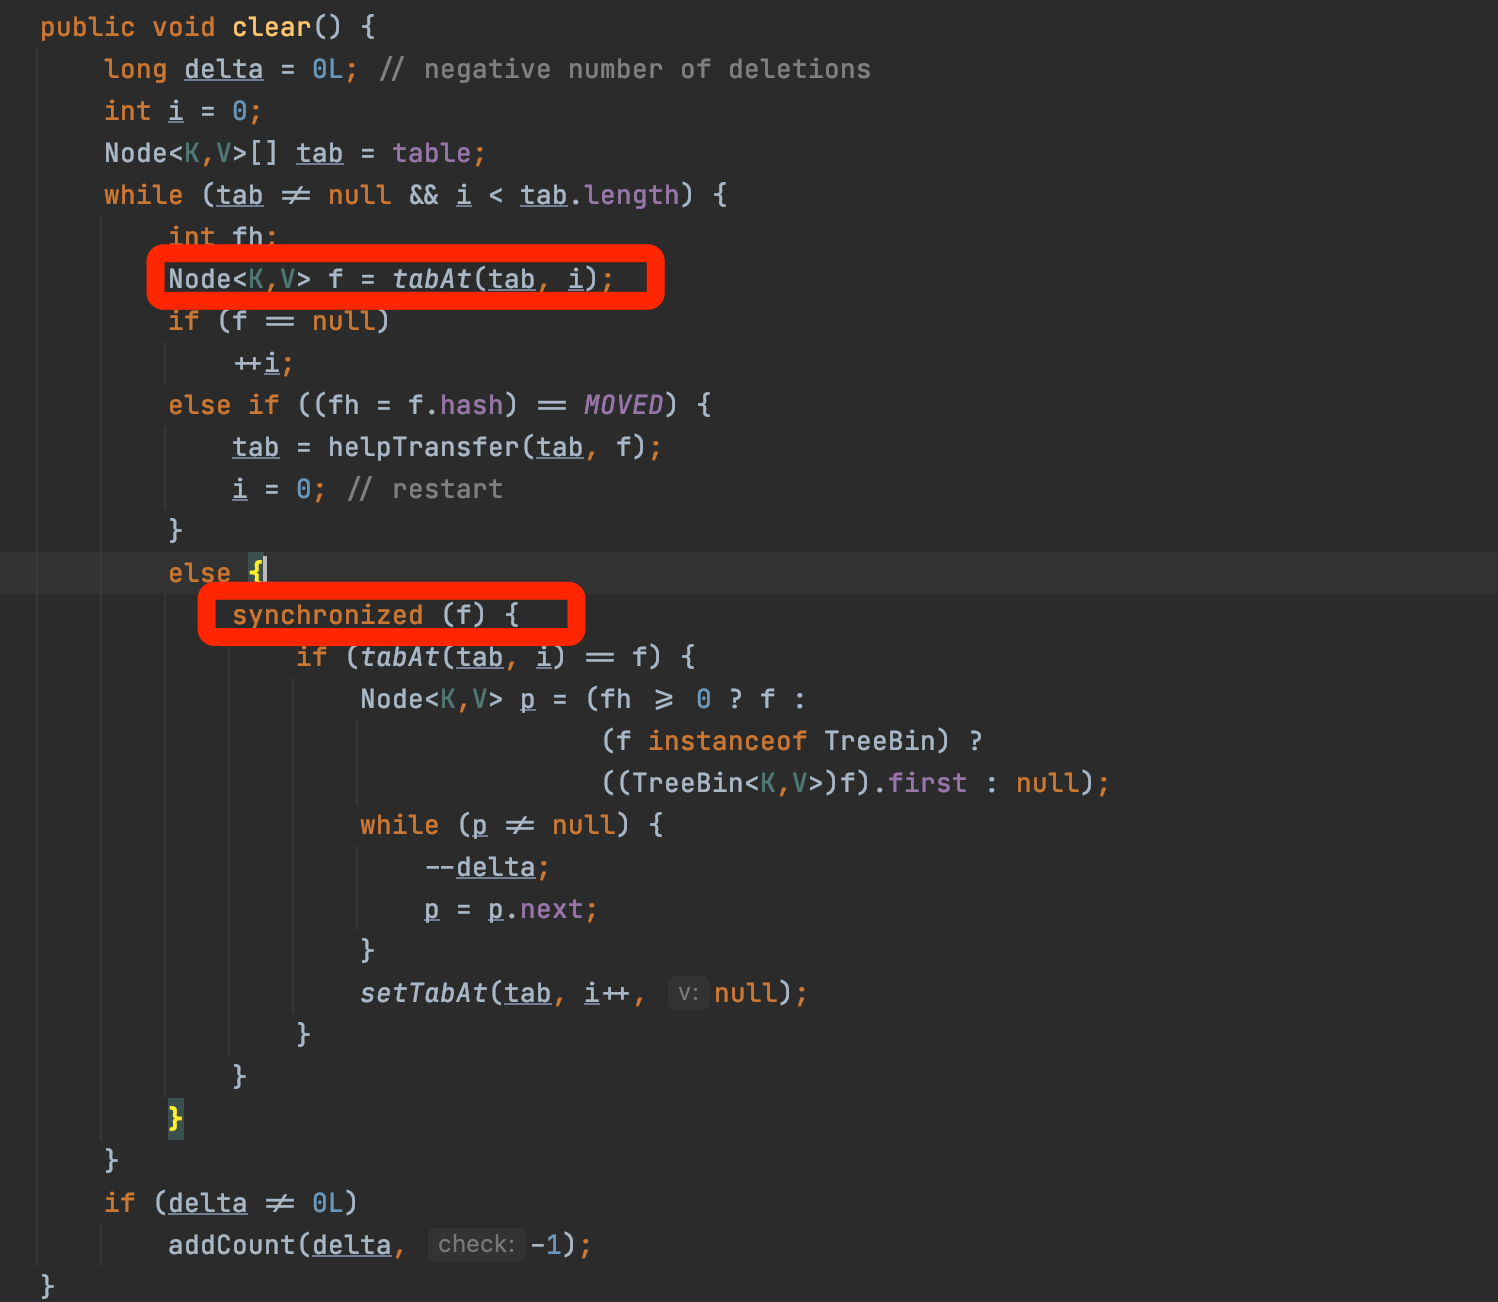 public void clear() {
long delta = 0L; // negative number of deletions
int i = 0;
Node<K,V>[] tab = table;
while (tab ≠ null && i < tab.length) {
int fh;
Node<K,V> f = tabAt(tab, i);
if (f == null)
++i;
else if ((fh = f.hash) == MOVED) {
tab = helpTransfer(tab, f);
i = 0; // restart
}
else {
synchronized (f) {
if (tabAt(tab, i) == f) {
Node<K,V> p = (fh ⩾ 0 ? f :
(f instanceof TreeBin) ?
((TreeBin<K,V>)f).first : null);
while (p ≠ null) {
--delta;
p = p.next;
}
setTabAt(tab, i++, v: null);
}
}
}
}
if (delta ≠ 0L)
addCount(delta, check: -1);
}